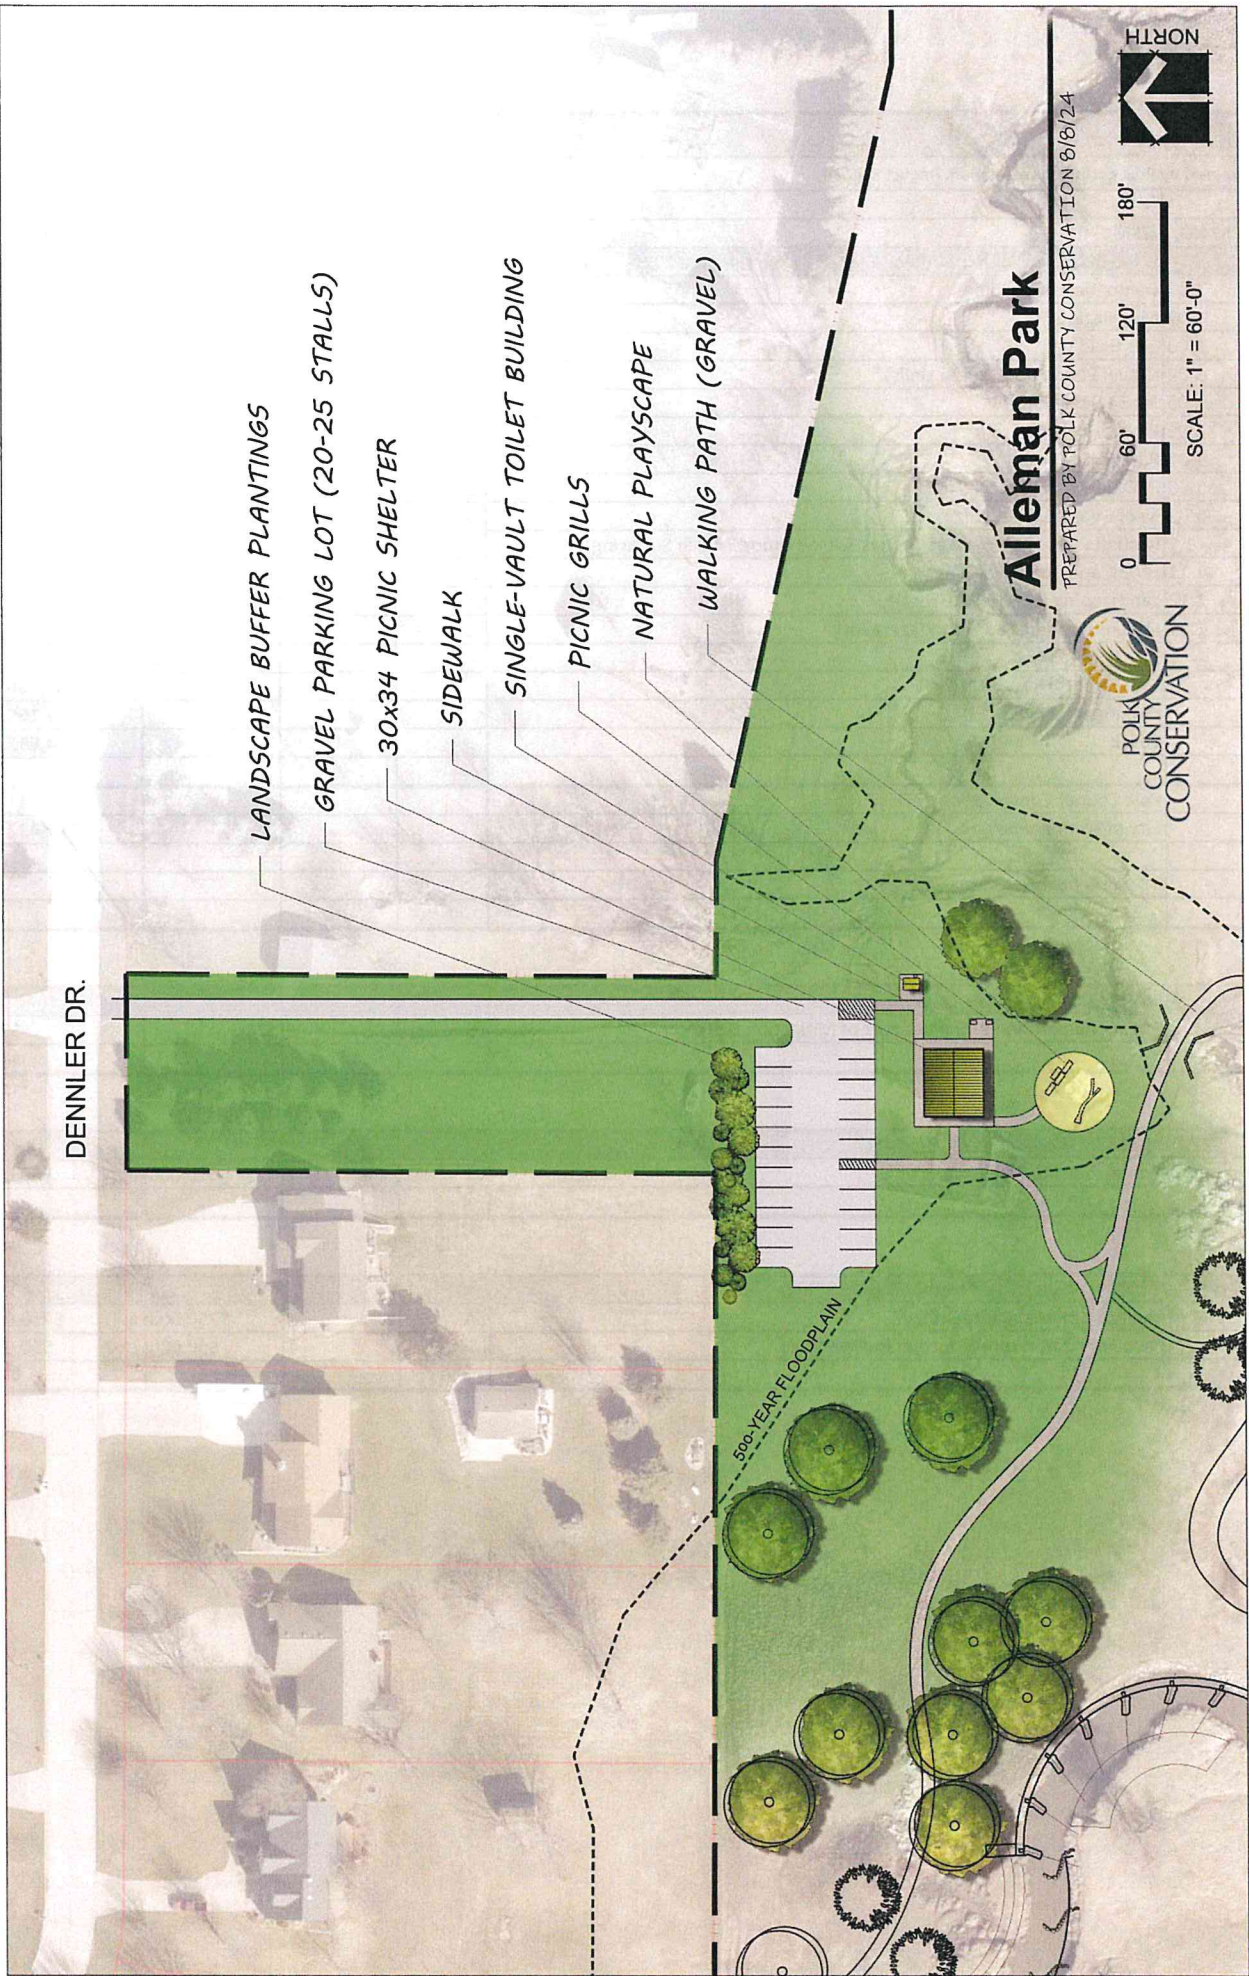 DENNLER DR.
LANDSCAPE BUFFER PLANTINGS
GRAVEL PARKING LOT (20-25 STALLS)
30x34 PICNIC SHELTER
SIDEWALK
SINGLE-VAULT TOILET BUILDING
PICNIC GRILLS
NATURAL PLAYSCAPE
WALKING PATH (GRAVEL)
500-YEAR FLOODPLAIN
POLK
COUNTY
CONSERVATION
Alleman Park
PREPARED BY POLK COUNTY CONSERVATION 8/8/24
0 60' 120' 180'
SCALE: 1" = 60'-0"
NORTH